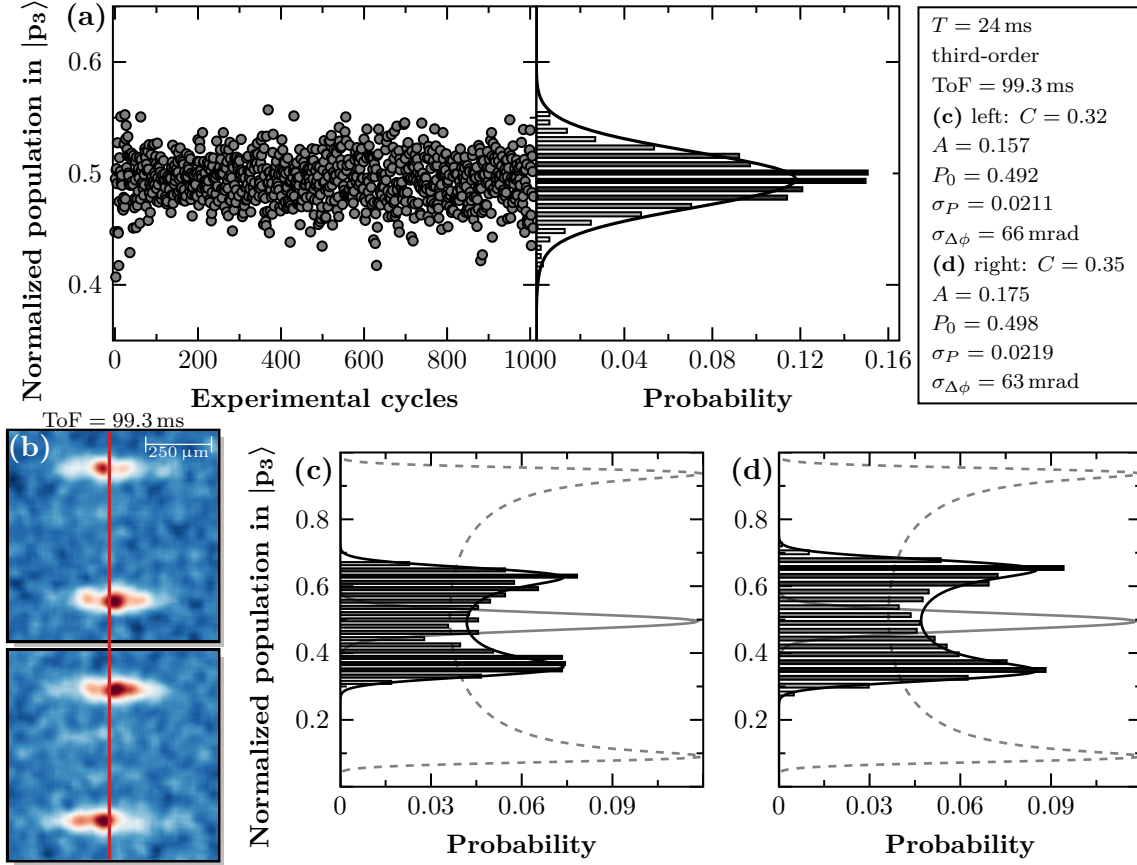 (a)
Normalized population in |p₃⟩
0.6
0.5
0.4
0 200 400 600 800 1000
0.04 0.08 0.12 0.16
Experimental cycles
Probability
T = 24 ms
third-order
ToF = 99.3 ms
(c) left: C = 0.32
A = 0.157
P₀ = 0.492
σ_P = 0.0211
σ_Δϕ = 66 mrad
(d) right: C = 0.35
A = 0.175
P₀ = 0.498
σ_P = 0.0219
σ_Δϕ = 63 mrad
ToF = 99.3 ms
(b)
250 µm
Normalized population in |p₃⟩
(c)
0.8
0.6
0.4
0.2
0 0.03 0.06 0.09
Probability
(d)
0.8
0.6
0.4
0.2
0 0.03 0.06 0.09
Probability